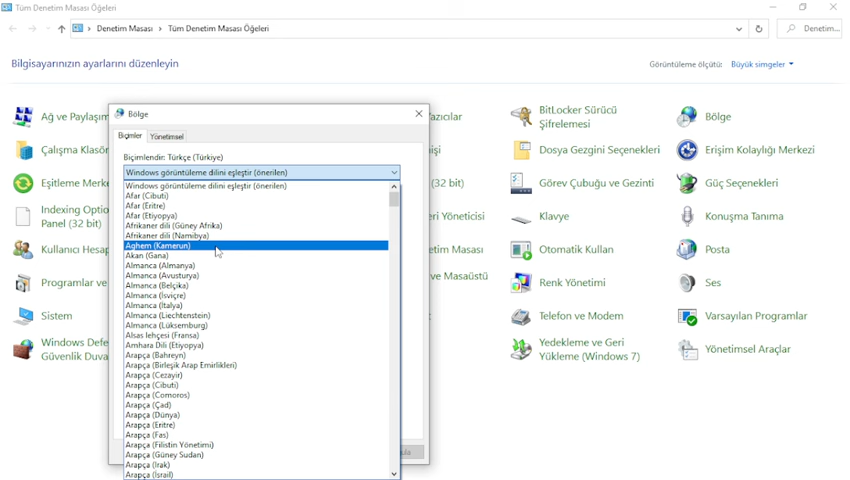 Tüm Denetim Masası Öğeleri
Denetim Masası > Tüm Denetim Masası Öğeleri
Denetim...
Bilgisayarınızın ayarlarını düzenleyin
Görüntüleme ölçütü: Büyük simgeler
Ağ ve Paylaşım
Çalışma Klasör
Eşitleme Merke
Indexing Optio
Panel (32 bit)
Kullanıcı Hesap
Programlar ve
Sistem
Windows Defe
Güvenlik Duva
Bölge
Biçimler
Yönetimsel
Biçimlendir: Türkçe (Türkiye)
Windows görüntüleme dilini eşleştir (önerilen)
Windows görüntüleme dilini eşleştir (önerilen)
Afar (Cibuti)
Afar (Eritre)
Afar (Etiyopya)
Afrikaner dili (Güney Afrika)
Afrikaner dili (Namibya)
Aghem (Kamerun)
Akan (Gana)
Almanca (Almanya)
Almanca (Avusturya)
Almanca (Belçika)
Almanca (İsviçre)
Almanca (İtalya)
Almanca (Liechtenstein)
Almanca (Lüksemburg)
Alsas lehçesi (Fransa)
Amhara Dili (Etiyopya)
Arapça (Bahreyn)
Arapça (Birleşik Arap Emirlikleri)
Arapça (Cezayir)
Arapça (Cibuti)
Arapça (Comoros)
Arapça (Çad)
Arapça (Dünya)
Arapça (Eritre)
Arapça (Fas)
Arapça (Filistin Yönetimi)
Arapça (Güney Sudan)
Arapça (Irak)
Arapça (İsrail)
ula
azıcılar
işi
(32 bit)
eri Yöneticisi
etim Masası
ve Masaüstü
BitLocker Sürücü
Şifrelemesi
Dosya Gezgini Seçenekleri
Görev Çubuğu ve Gezinti
Klavye
Otomatik Kullan
Renk Yönetimi
Telefon ve Modem
Yedekleme ve Geri
Yükleme (Windows 7)
Bölge
Erişim Kolaylığı Merkezi
Güç Seçenekleri
Konuşma Tanıma
Posta
Ses
Varsayılan Programlar
Yönetimsel Araçlar